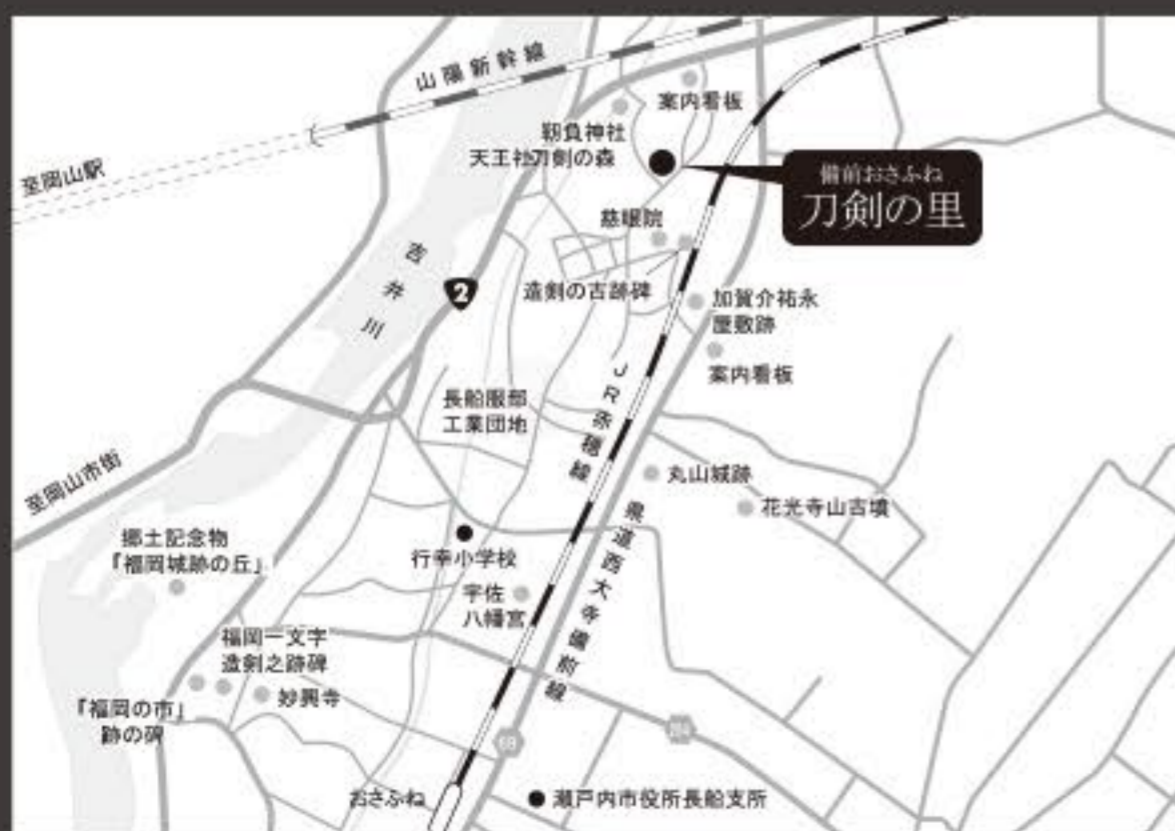 山陽新幹線
案内看板
靭負神社
天王社刀剣の森
至岡山駅
備前おさふね
刀剣の里
慈眼院
吉井川
2
造剣の古跡碑
加賀介祐永
屋敷跡
案内看板
JR赤穂線
長船服部
工業団地
至岡山市街
丸山城跡
花光寺山古墳
県道西大寺備前線
郷土記念物
「福岡城跡の丘」
行幸小学校
宇佐
八幡宮
福岡一文字
造剣之跡碑
妙興寺
「福岡の市」
跡の碑
69
おさふね
瀬戸内市役所長船支所